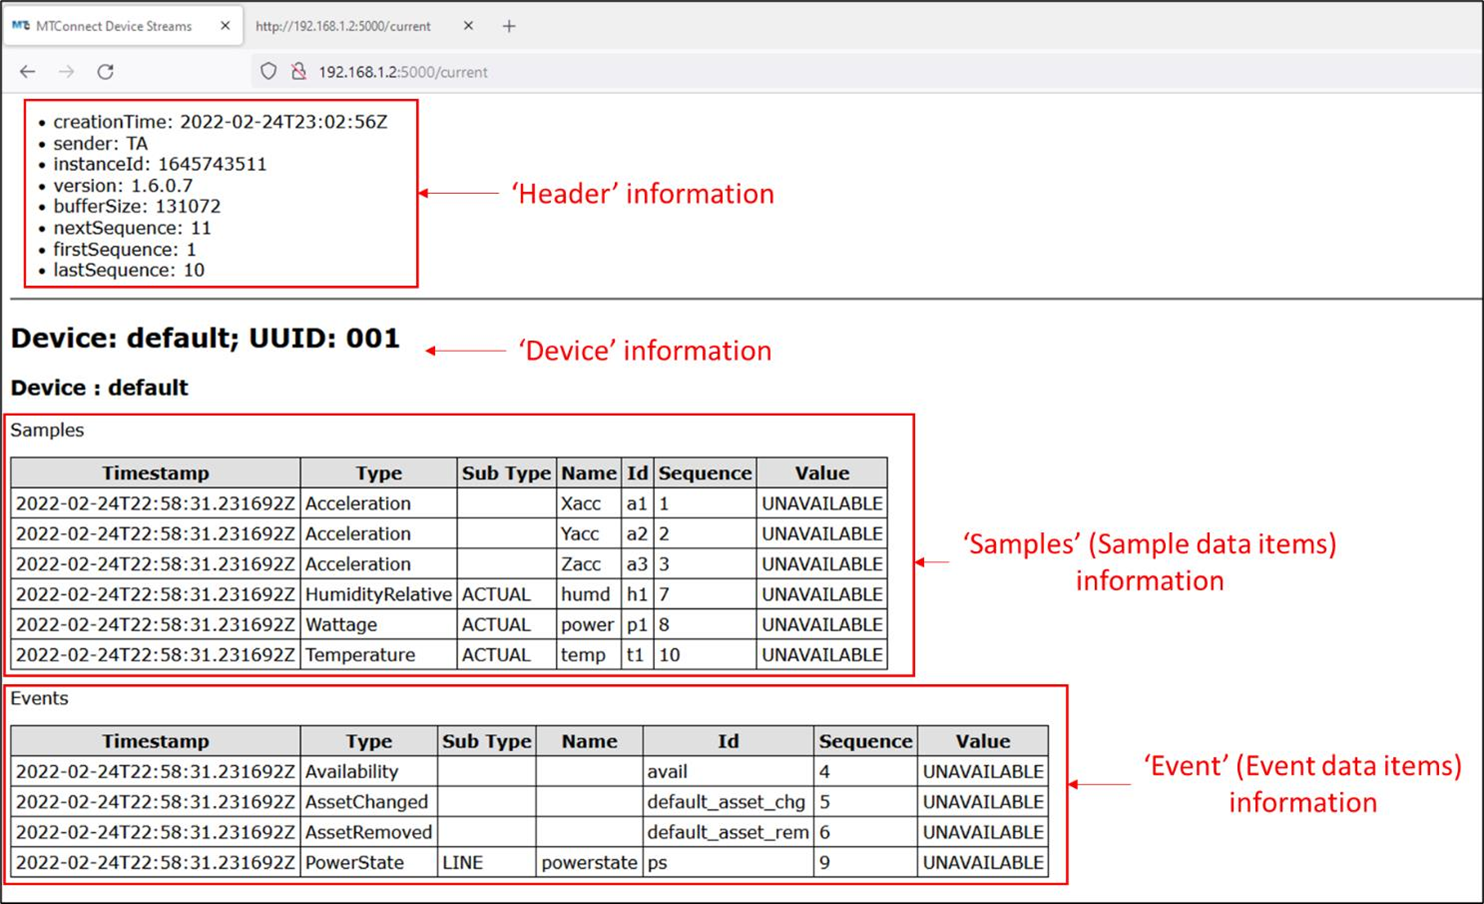 MTConnect Device Streams
http://192.168.1.2:5000/current
192.168.1.2:5000/current
• creationTime: 2022-02-24T23:02:56Z
• sender: TA
• instanceId: 1645743511
• version: 1.6.0.7
• bufferSize: 131072
• nextSequence: 11
• firstSequence: 1
• lastSequence: 10
‘Header’ information
Device: default; UUID: 001
‘Device’ information
Device : default
Samples
Timestamp Type Sub Type Name Id Sequence Value
2022-02-24T22:58:31.231692Z Acceleration Xacc a1 1 UNAVAILABLE
2022-02-24T22:58:31.231692Z Acceleration Yacc a2 2 UNAVAILABLE
2022-02-24T22:58:31.231692Z Acceleration Zacc a3 3 UNAVAILABLE
2022-02-24T22:58:31.231692Z HumidityRelative ACTUAL humd h1 7 UNAVAILABLE
2022-02-24T22:58:31.231692Z Wattage ACTUAL power p1 8 UNAVAILABLE
2022-02-24T22:58:31.231692Z Temperature ACTUAL temp t1 10 UNAVAILABLE
‘Samples’ (Sample data items)
information
Events
Timestamp Type Sub Type Name Id Sequence Value
2022-02-24T22:58:31.231692Z Availability avail 4 UNAVAILABLE
2022-02-24T22:58:31.231692Z AssetChanged default_asset_chg 5 UNAVAILABLE
2022-02-24T22:58:31.231692Z AssetRemoved default_asset_rem 6 UNAVAILABLE
2022-02-24T22:58:31.231692Z PowerState LINE powerstate ps 9 UNAVAILABLE
‘Event’ (Event data items)
information